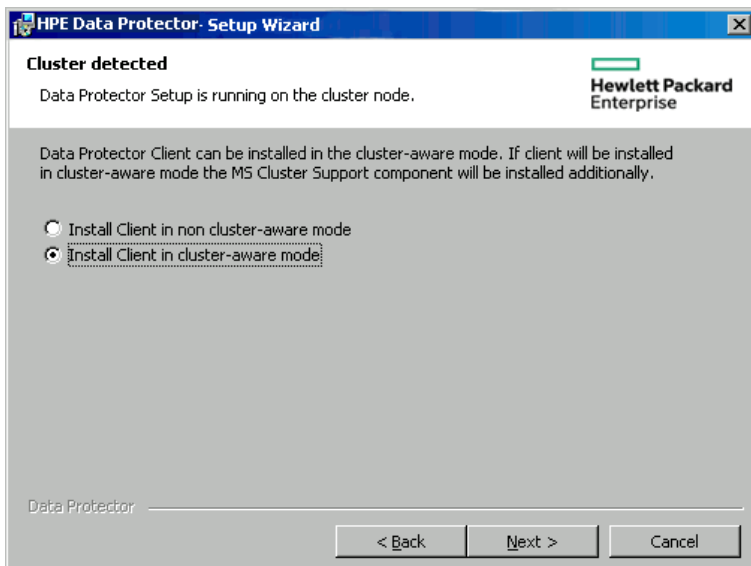 HPE Data Protector- Setup Wizard
Cluster detected
Data Protector Setup is running on the cluster node.
Hewlett Packard
Enterprise
Data Protector Client can be installed in the cluster-aware mode. If client will be installed
in cluster-aware mode the MS Cluster Support component will be installed additionally.
Install Client in non cluster-aware mode
Install Client in cluster-aware mode
Data Protector
< Back
Next >
Cancel